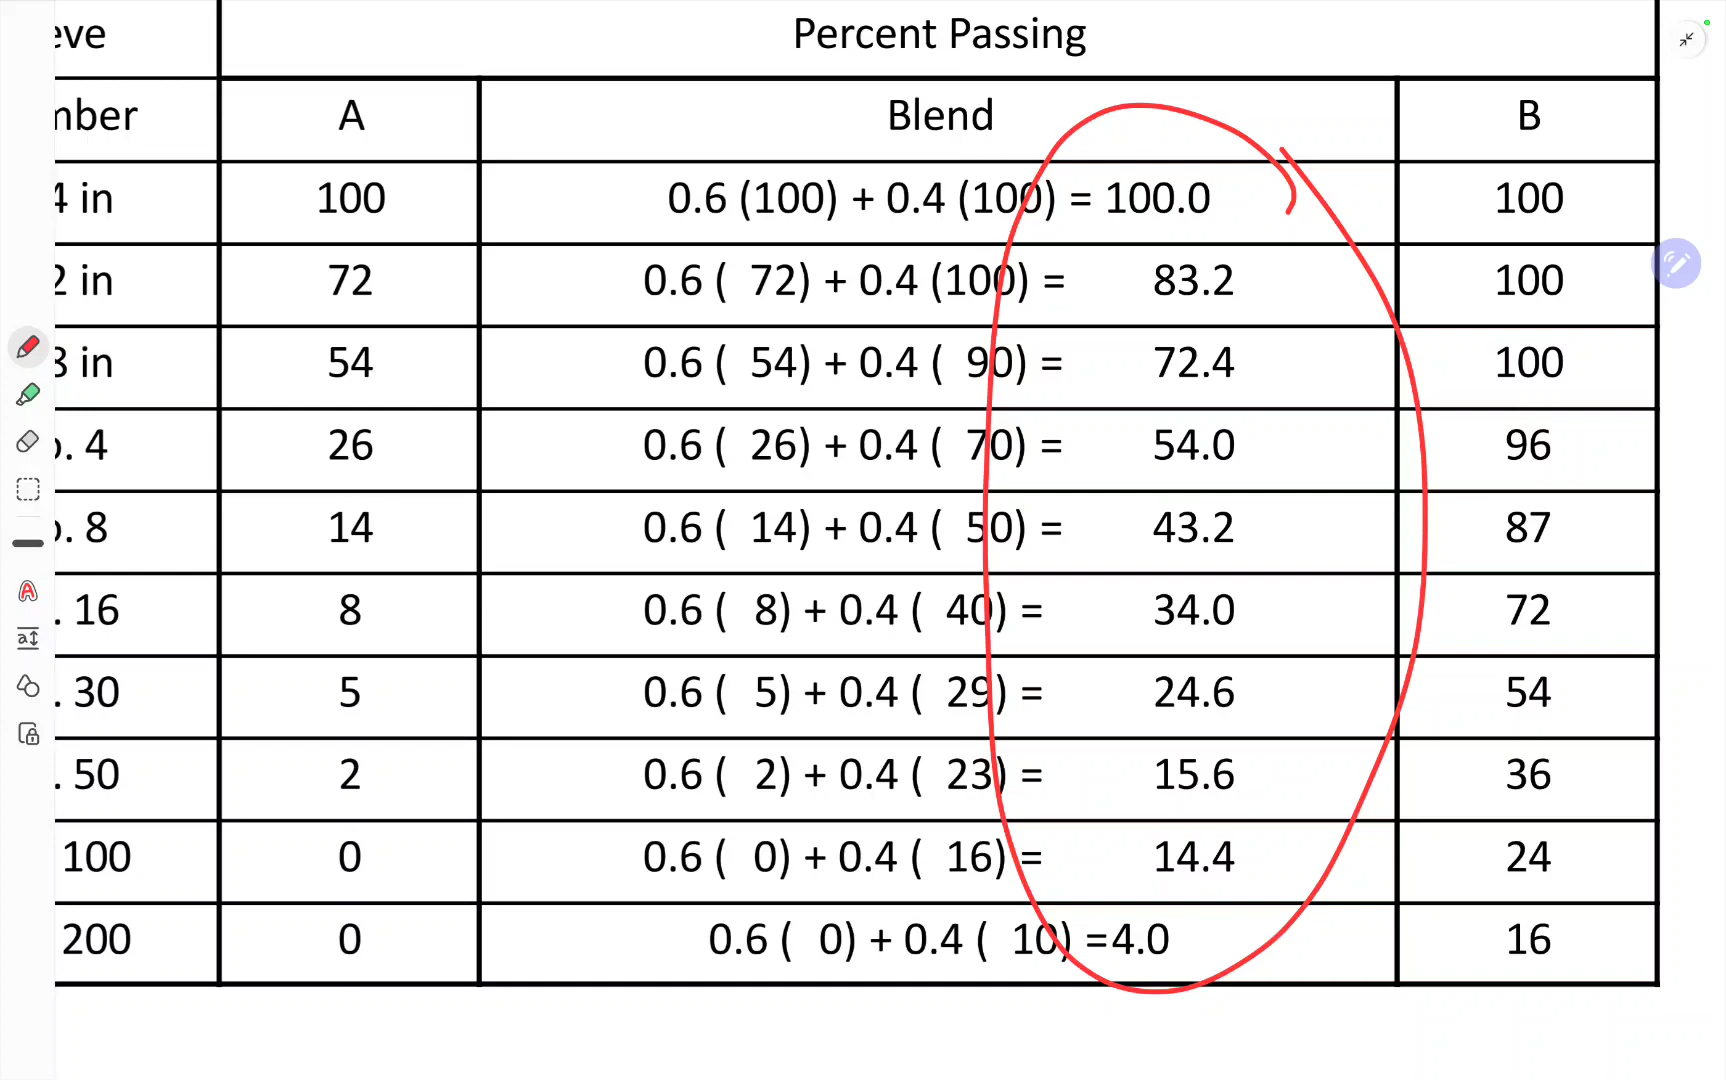 eve Percent Passing
mber A Blend B
4 in 100 0.6 (100) + 0.4 (100) = 100.0 100
2 in 72 0.6 ( 72) + 0.4 (100) = 83.2 100
8 in 54 0.6 ( 54) + 0.4 ( 90) = 72.4 100
o. 4 26 0.6 ( 26) + 0.4 ( 70) = 54.0 96
o. 8 14 0.6 ( 14) + 0.4 ( 50) = 43.2 87
. 16 8 0.6 ( 8) + 0.4 ( 40) = 34.0 72
. 30 5 0.6 ( 5) + 0.4 ( 29) = 24.6 54
. 50 2 0.6 ( 2) + 0.4 ( 23) = 15.6 36
100 0 0.6 ( 0) + 0.4 ( 16) = 14.4 24
200 0 0.6 ( 0) + 0.4 ( 10) =4.0 16